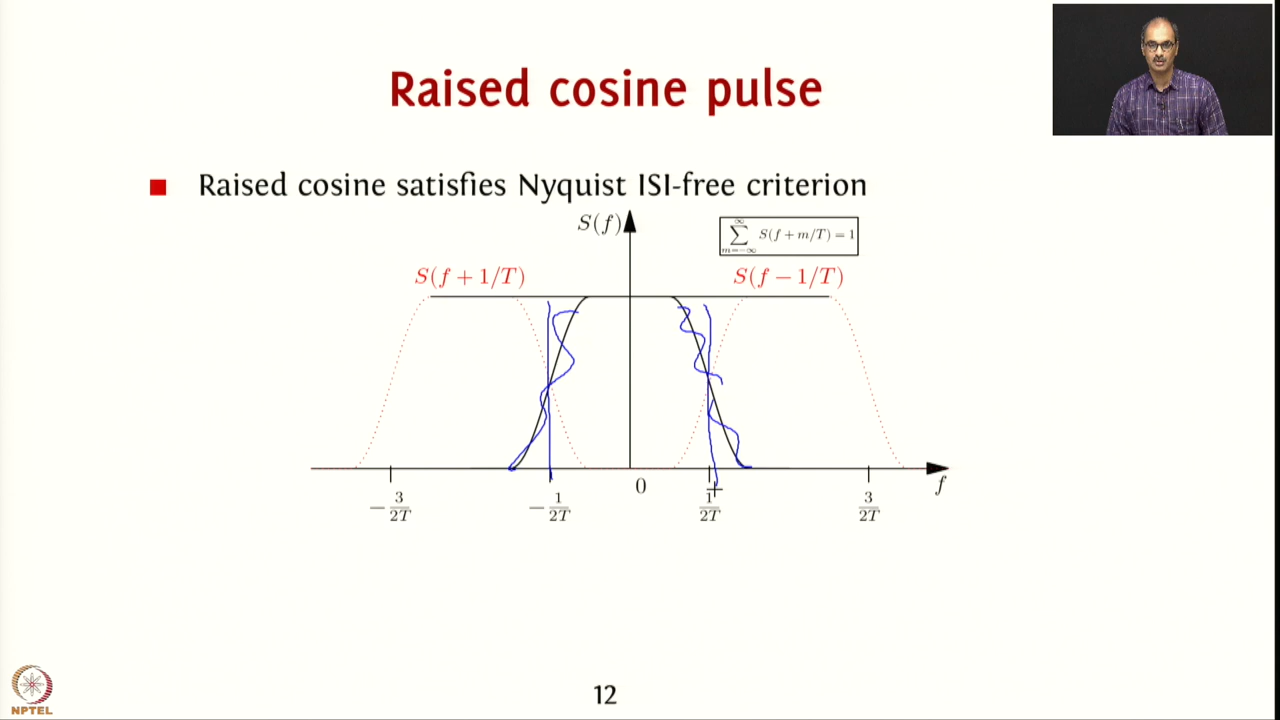 Raised cosine pulse
Raised cosine satisfies Nyquist ISI-free criterion
S(f)
∞
∑ S(f + m/T) = 1
m=−∞
S(f + 1/T)
S(f − 1/T)
0
f
−3/2T
−1/2T
1/2T
3/2T
NPTEL
12